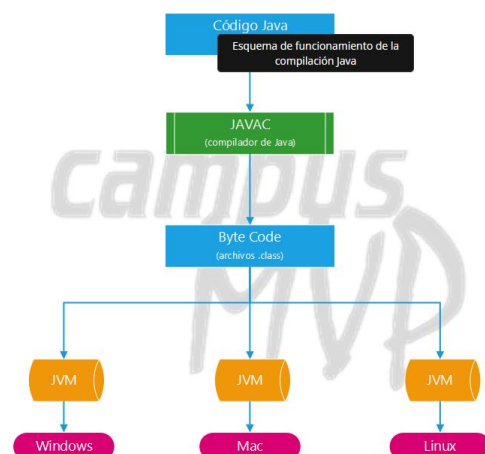 Código Java
Esquema de funcionamiento de la
compilación Java
JAVAC
(compilador de Java)
campus
MVP
Byte Code
(archivos .class)
JVM
JVM
JVM
Windows
Mac
Linux